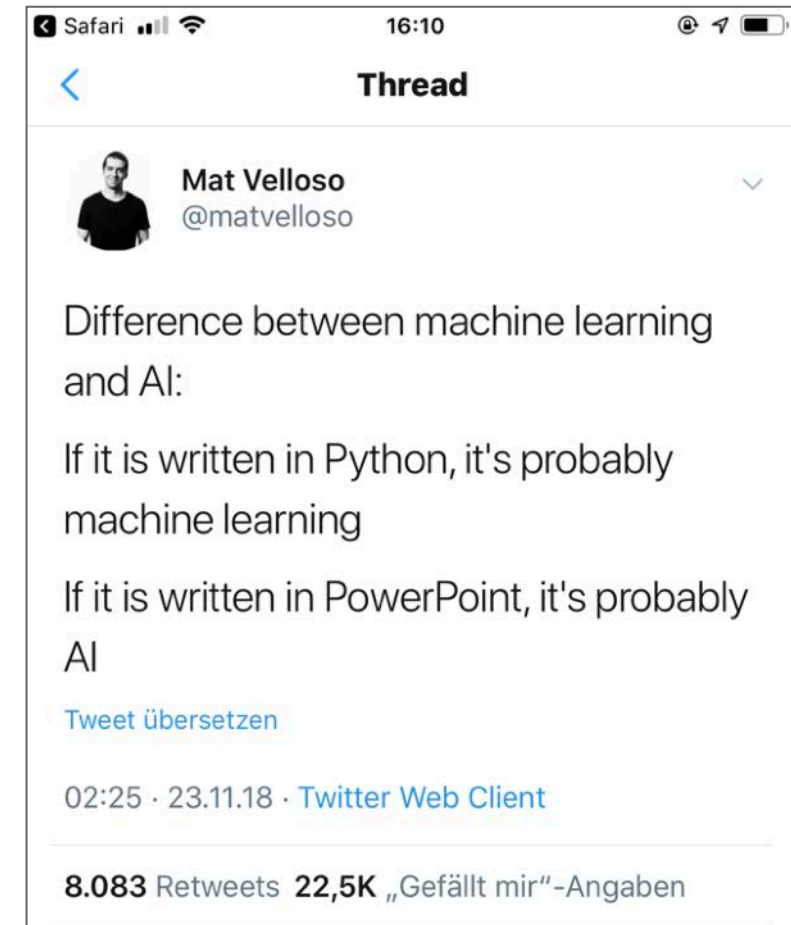 Safari
16:10
Thread
Mat Velloso
@matvelloso
Difference between machine learning
and AI:
If it is written in Python, it's probably
machine learning
If it is written in PowerPoint, it's probably
AI
Tweet übersetzen
02:25 · 23.11.18 · Twitter Web Client
8.083 Retweets 22,5K „Gefällt mir“-Angaben